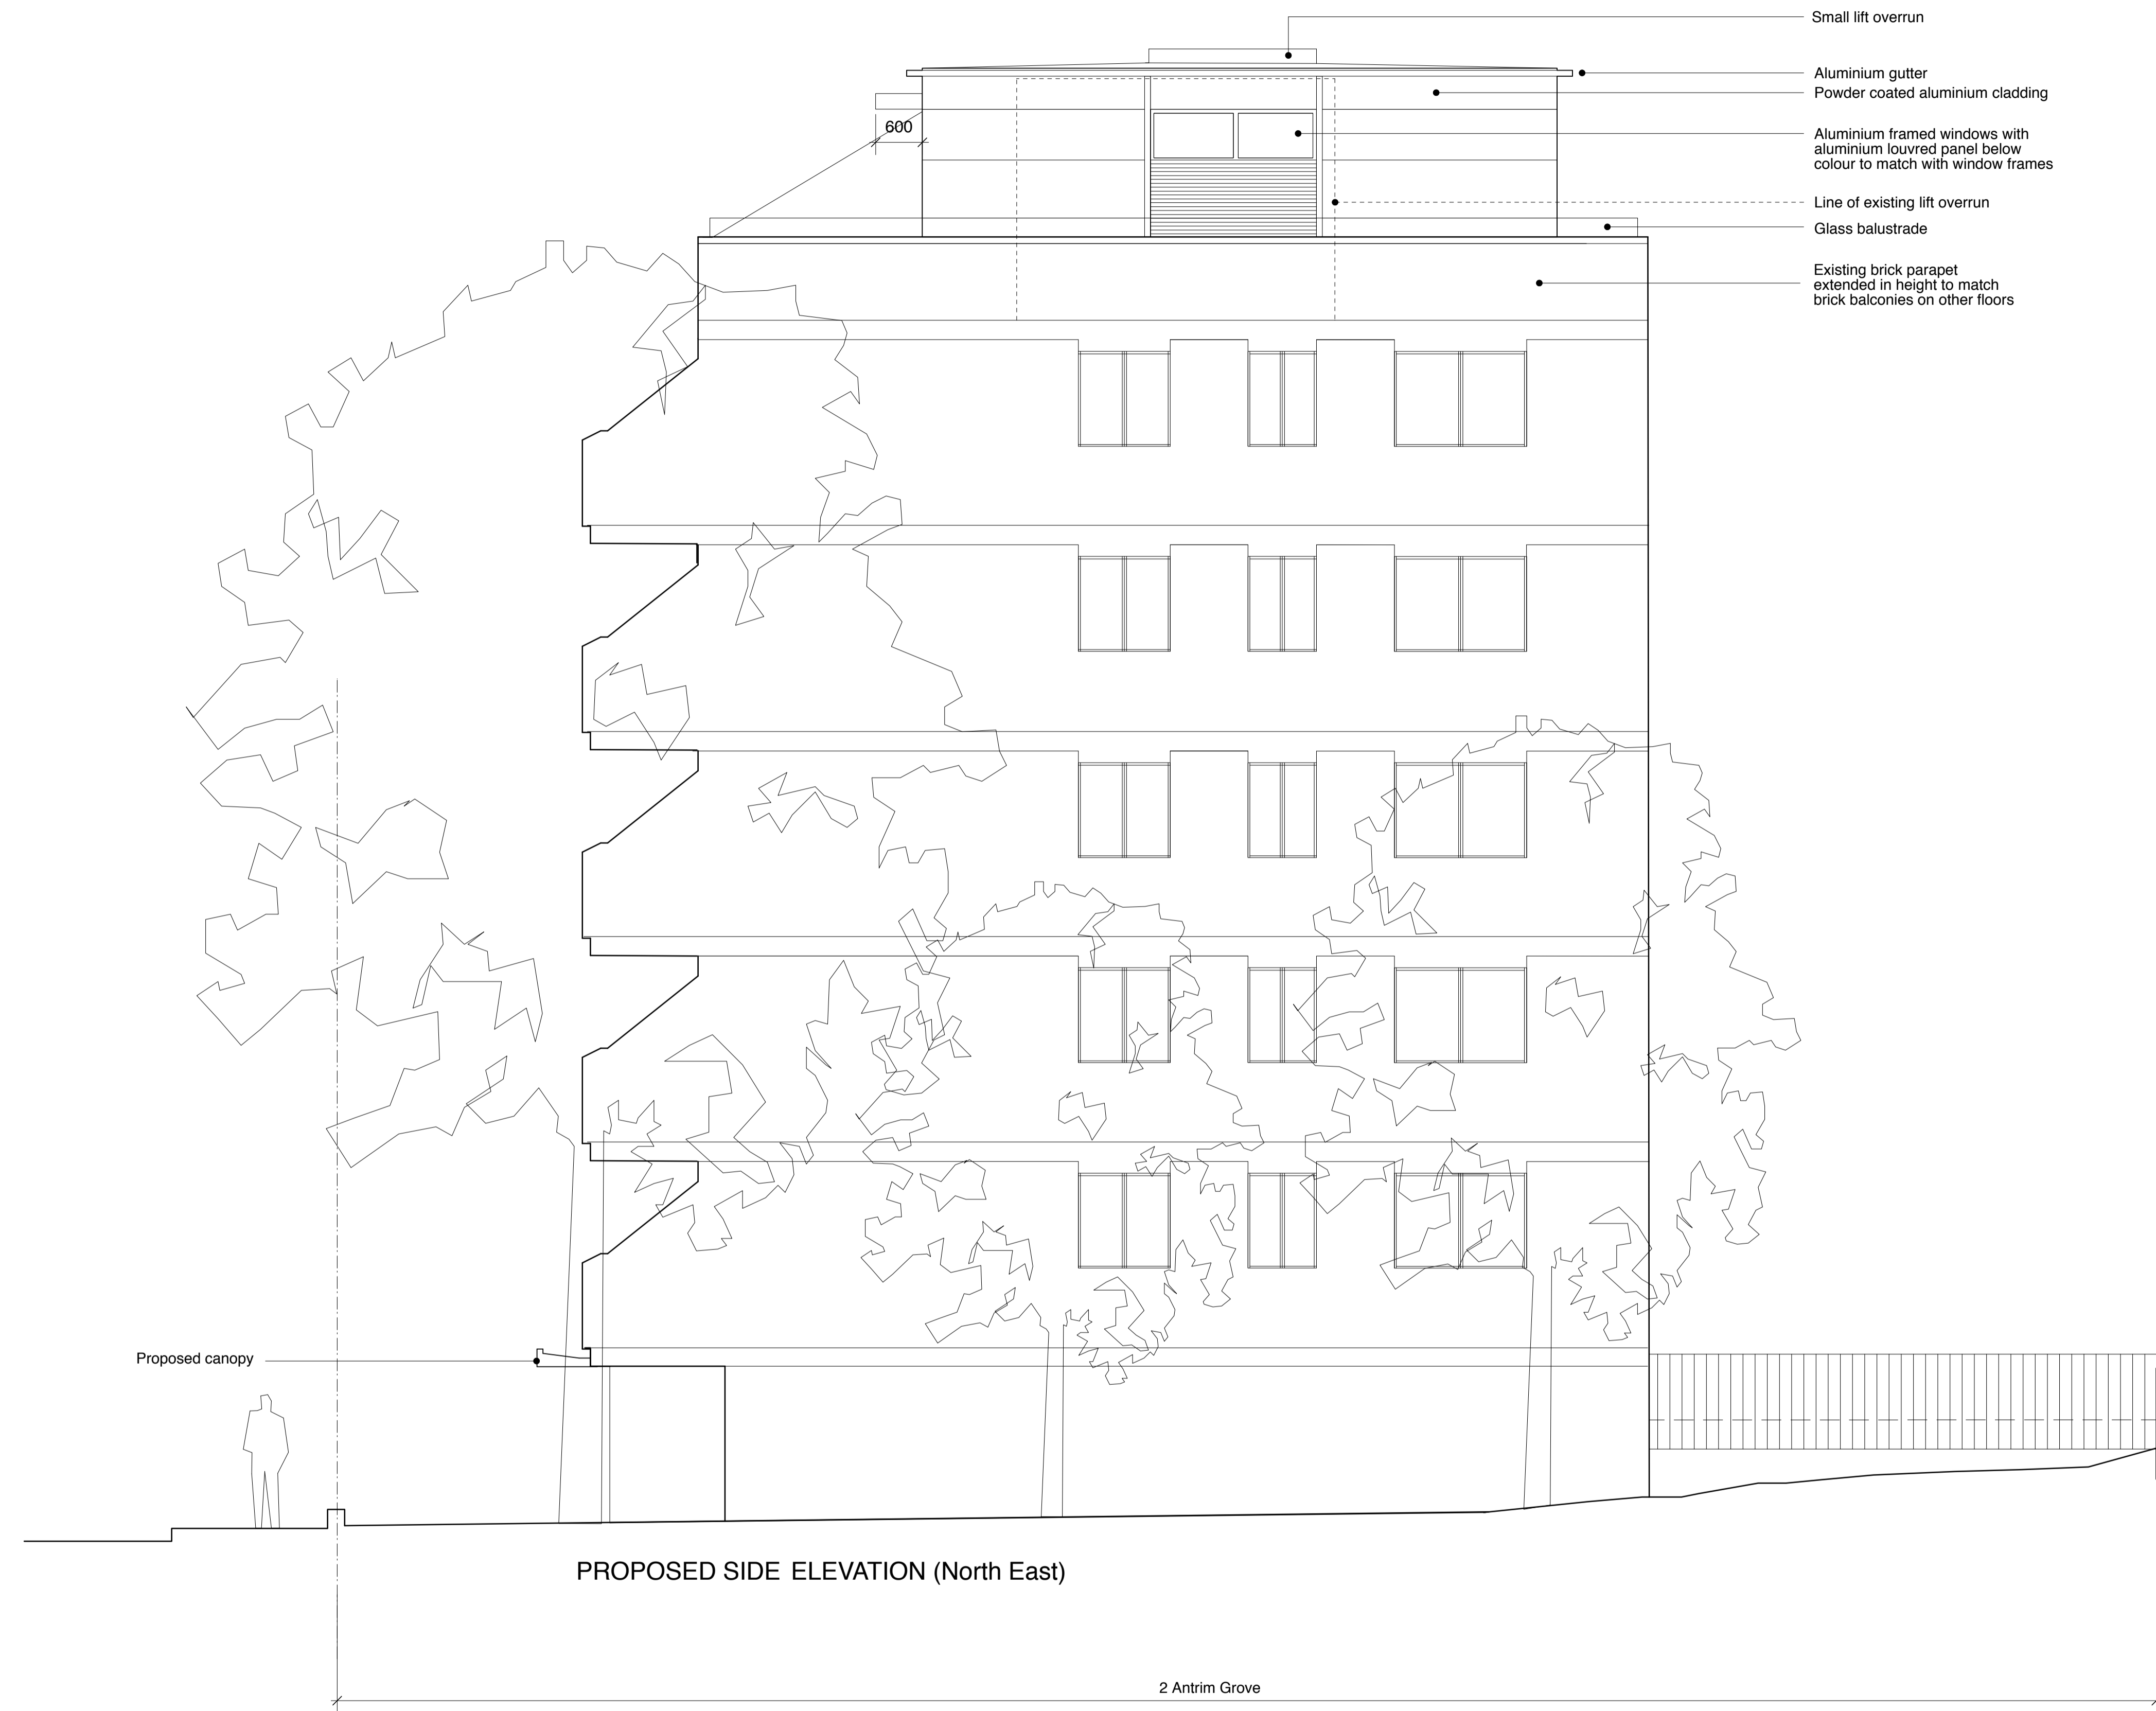 Small lift overrun
Aluminium gutter
Powder coated aluminium cladding
600
Aluminium framed windows with
aluminium louvred panel below
colour to match with window frames
Line of existing lift overrun
Glass balustrade
Existing brick parapet
extended in height to match
brick balconies on other floors
Proposed canopy
PROPOSED SIDE ELEVATION (North East)
2 Antrim Grove